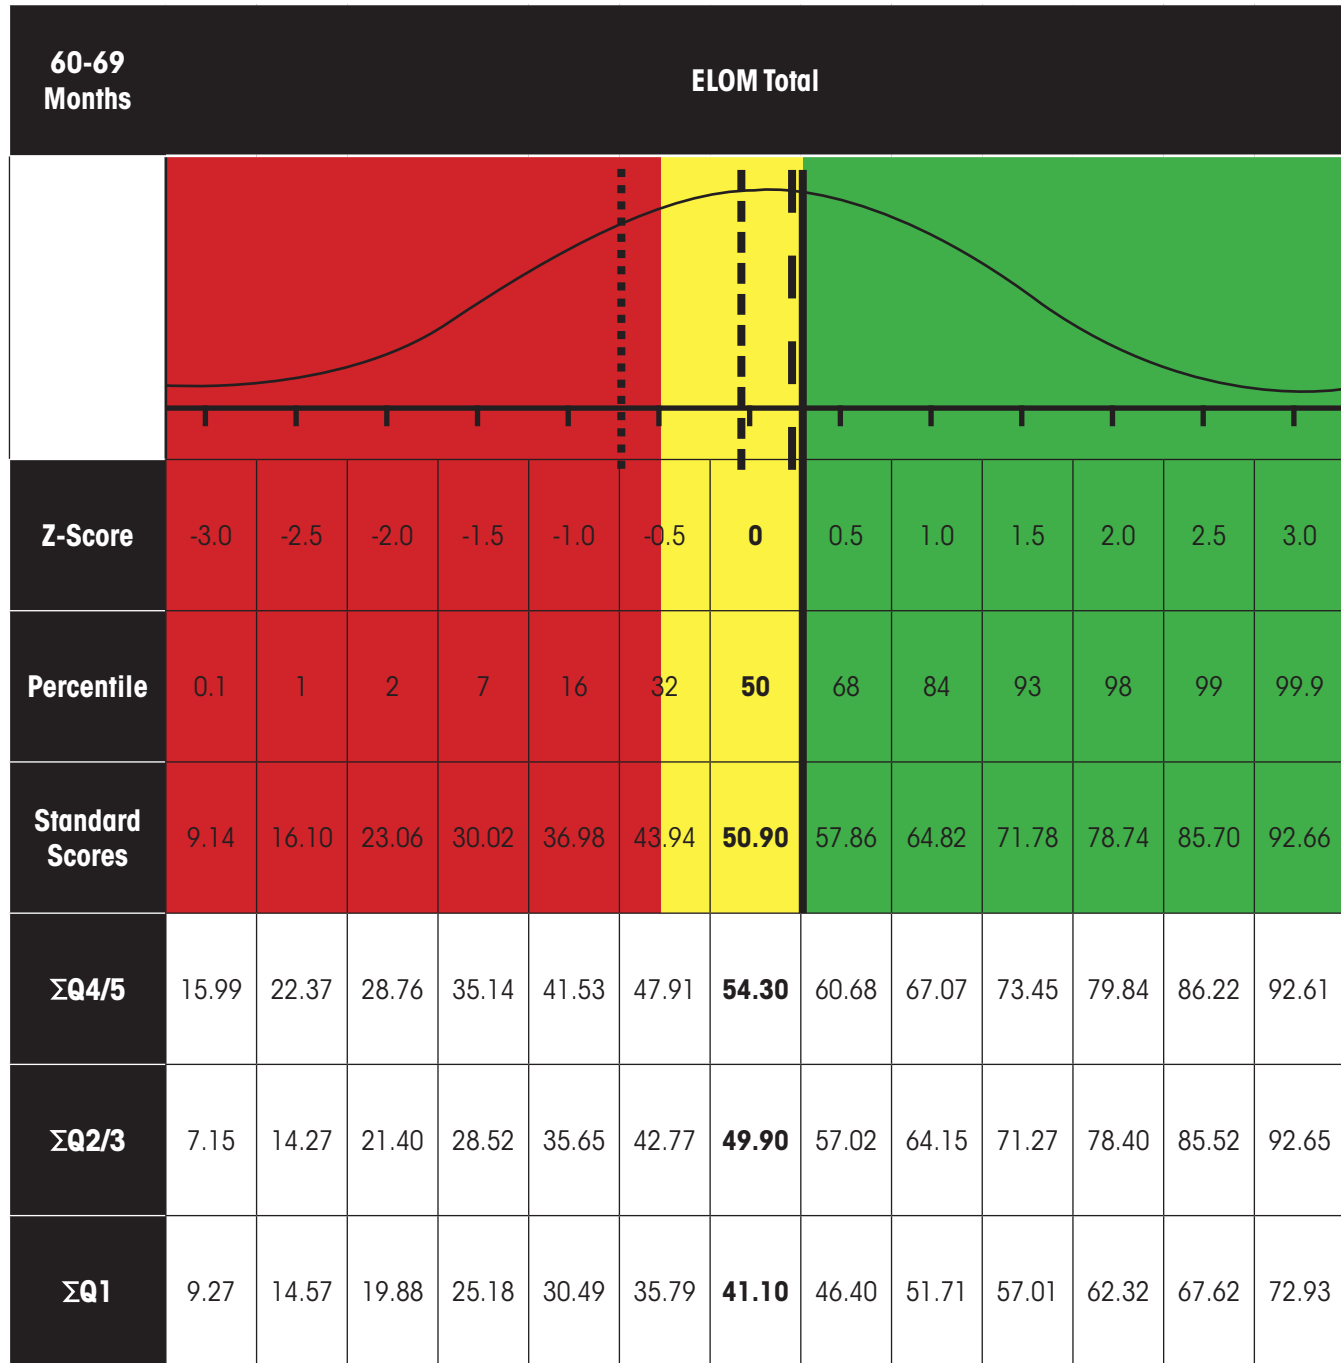 60-69
Months
ELOM Total
Z-Score -3.0 -2.5 -2.0 -1.5 -1.0 -0.5 0 0.5 1.0 1.5 2.0 2.5 3.0
Percentile 0.1 1 2 7 16 32 50 68 84 93 98 99 99.9
Standard
Scores 9.14 16.10 23.06 30.02 36.98 43.94 50.90 57.86 64.82 71.78 78.74 85.70 92.66
ΣQ4/5 15.99 22.37 28.76 35.14 41.53 47.91 54.30 60.68 67.07 73.45 79.84 86.22 92.61
ΣQ2/3 7.15 14.27 21.40 28.52 35.65 42.77 49.90 57.02 64.15 71.27 78.40 85.52 92.65
ΣQ1 9.27 14.57 19.88 25.18 30.49 35.79 41.10 46.40 51.71 57.01 62.32 67.62 72.93